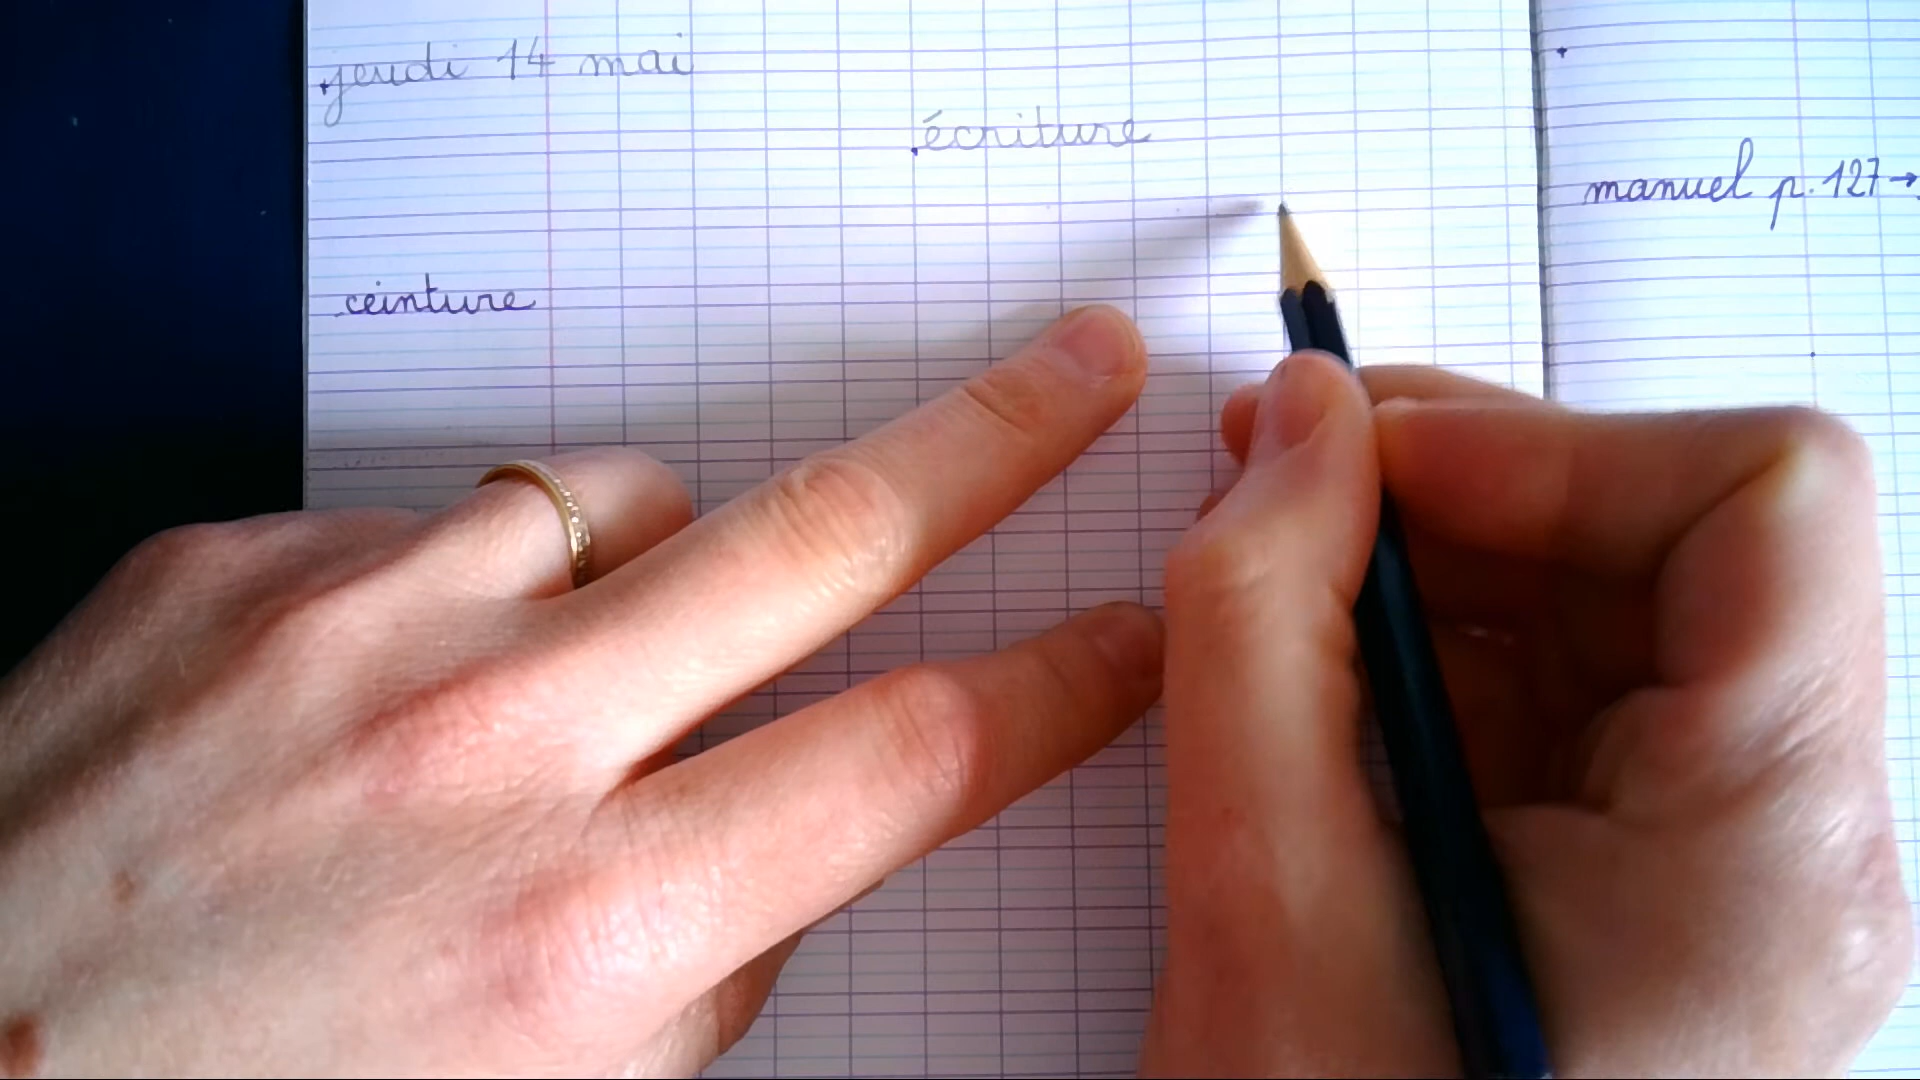 jeudi 14 mai
écriture
ceinture
manuel p. 127 →